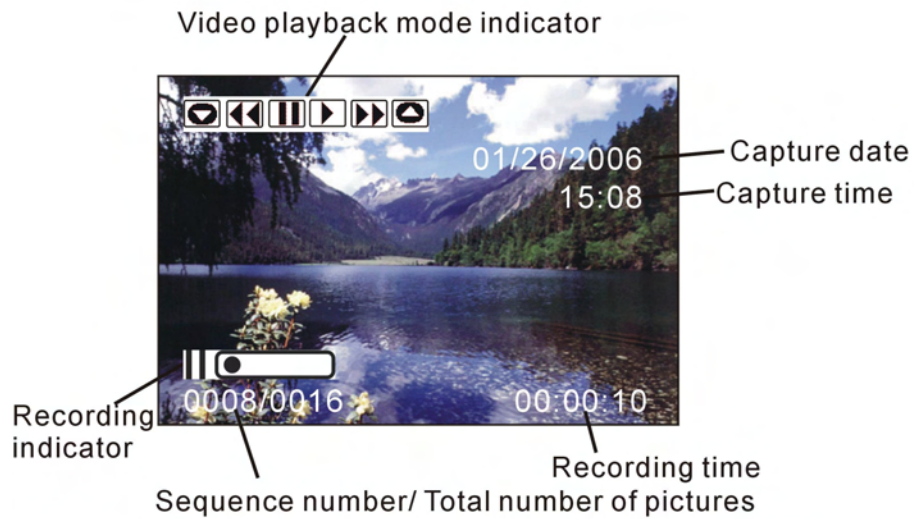 Video playback mode indicator
01/26/2006
Capture date
15:08
Capture time
0008/0016
00:00:10
Recording
indicator
Recording time
Sequence number/ Total number of pictures